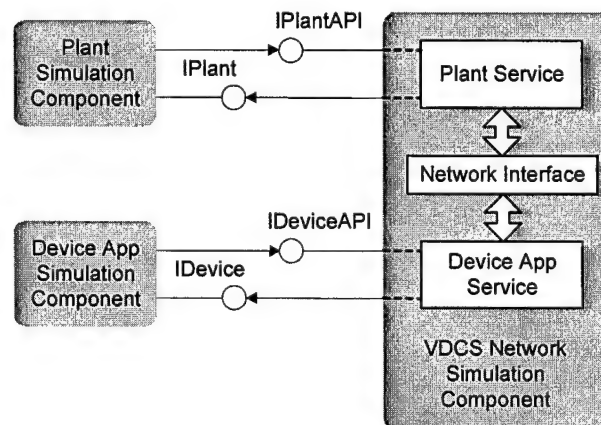 IPlantAPI
Plant
Simulation
Component
IPlant
Plant Service
Network Interface
IDeviceAPI
Device App
Simulation
Component
IDevice
Device App
Service
VDCS Network
Simulation
Component